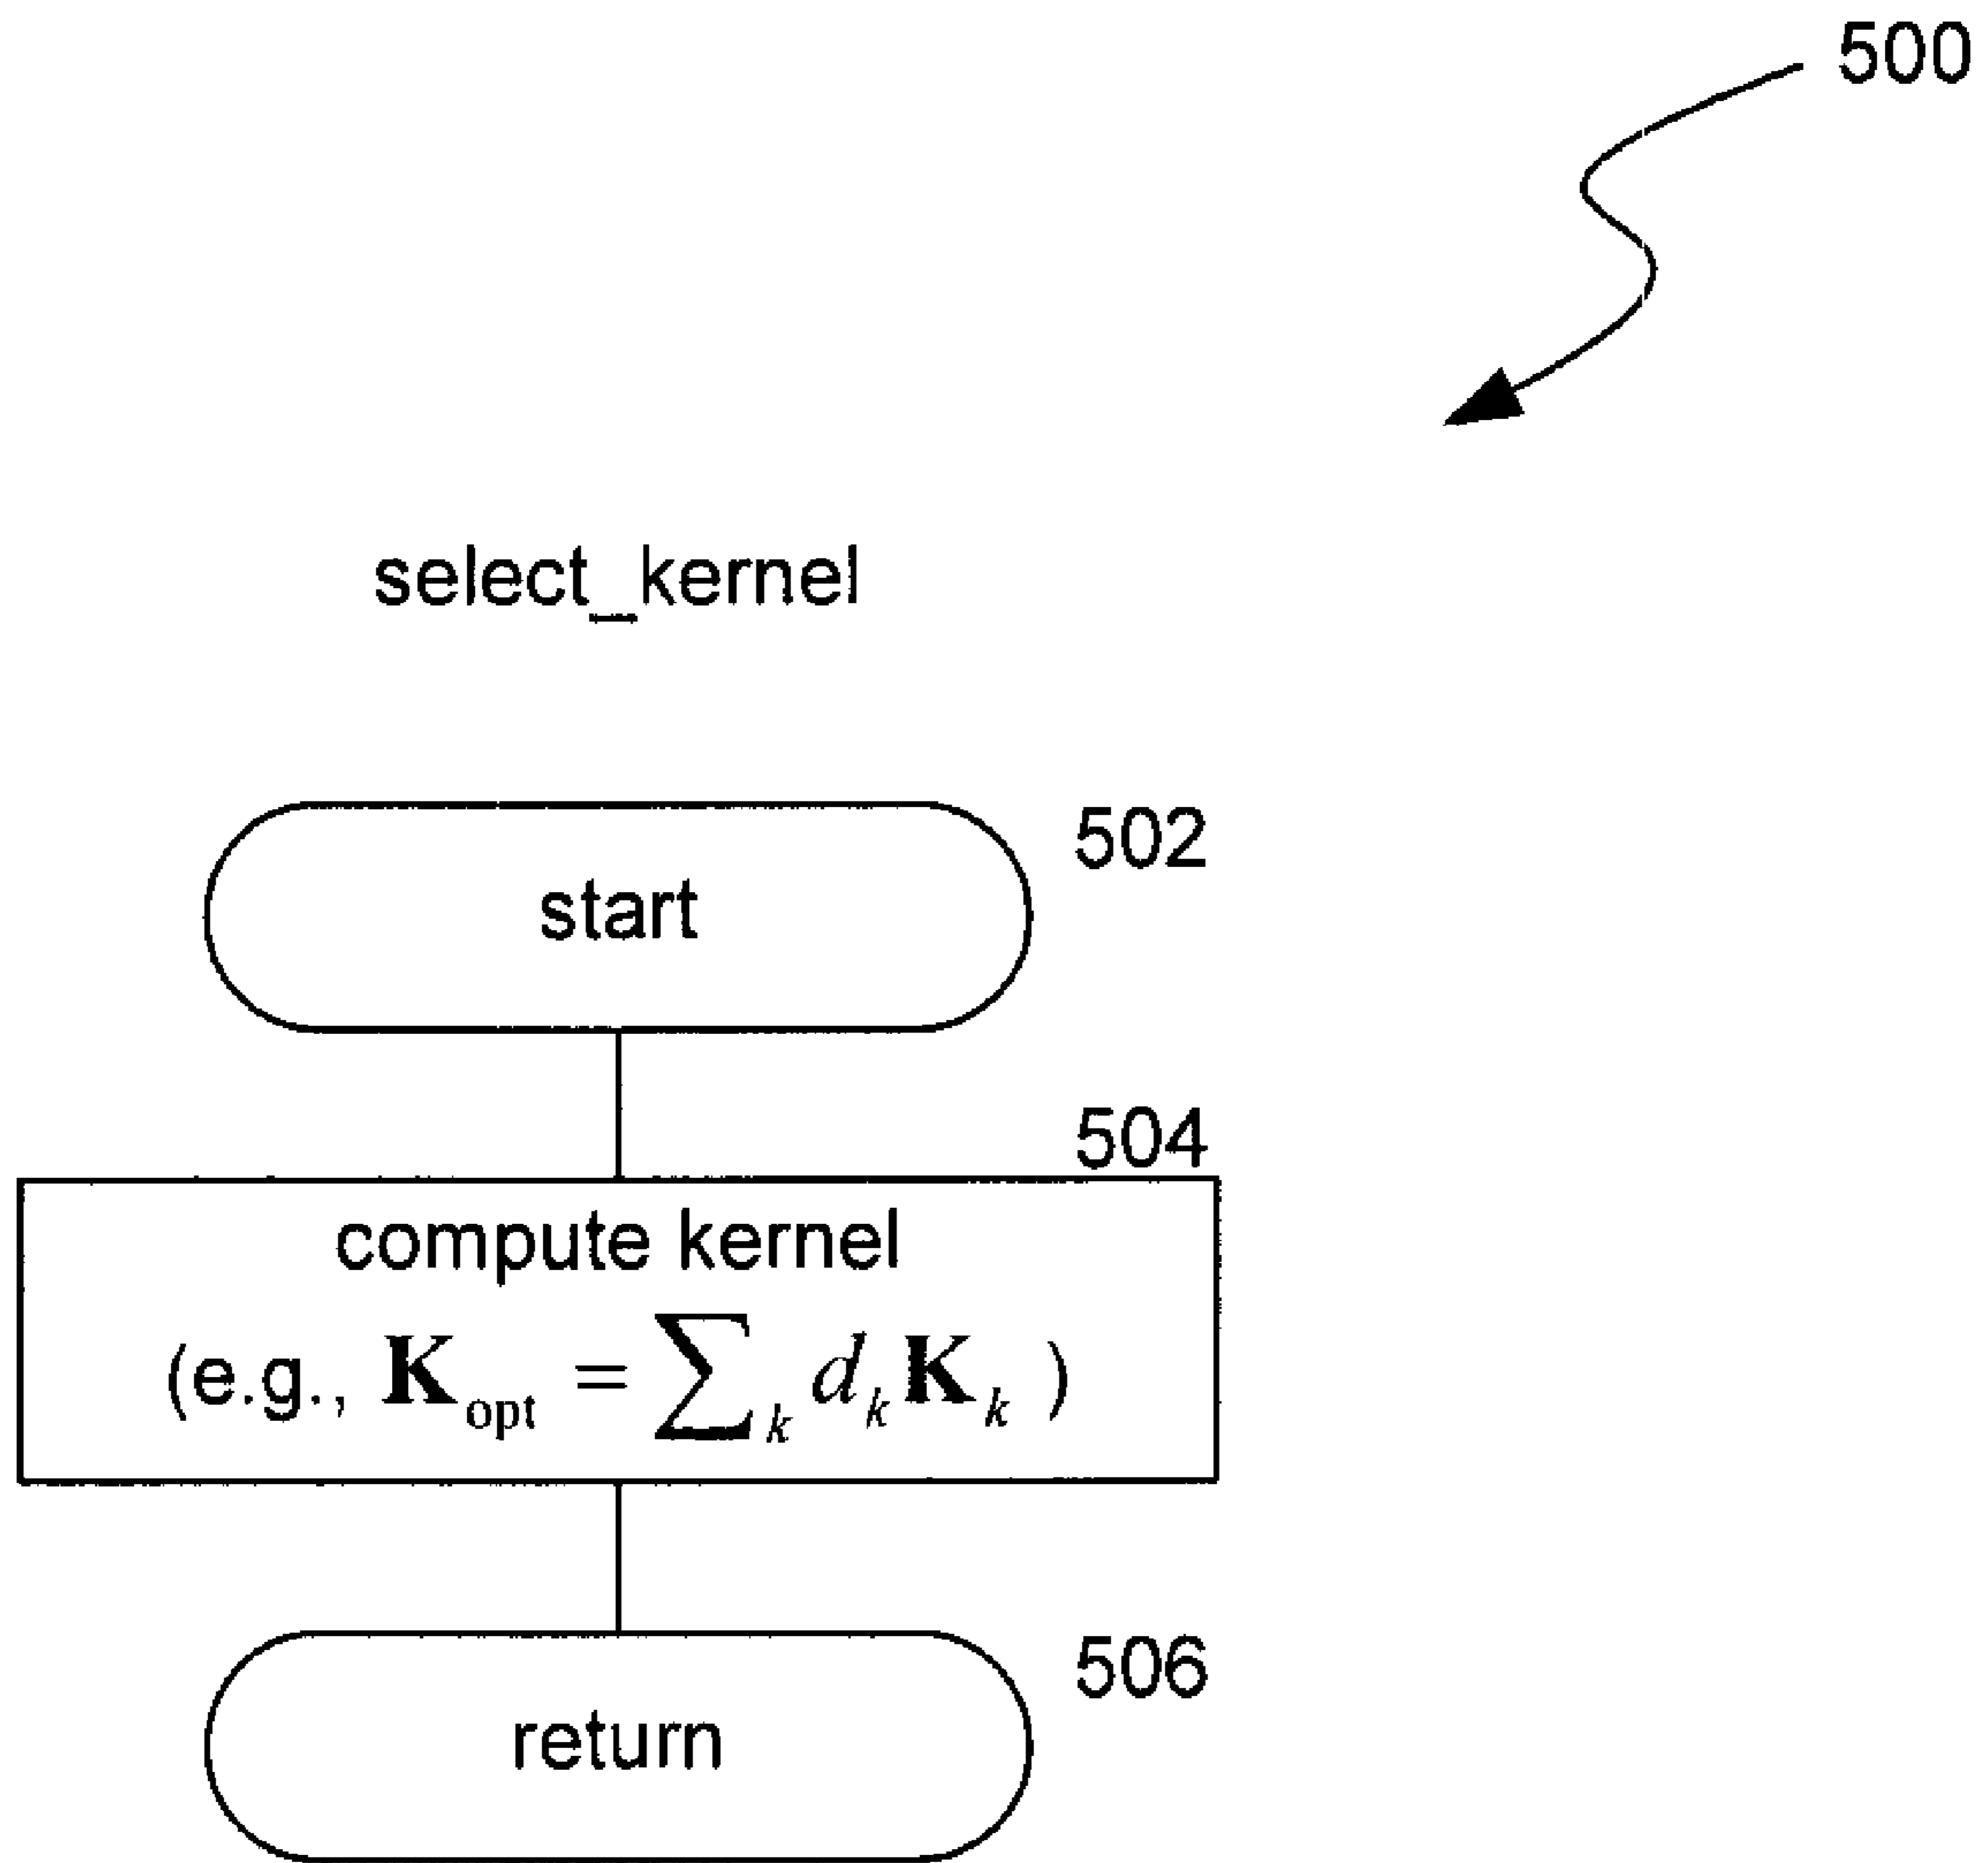 500
select_kernel
502
start
504
compute kernel
(e.g., K_opt = ∑_k d_k K_k )
506
return